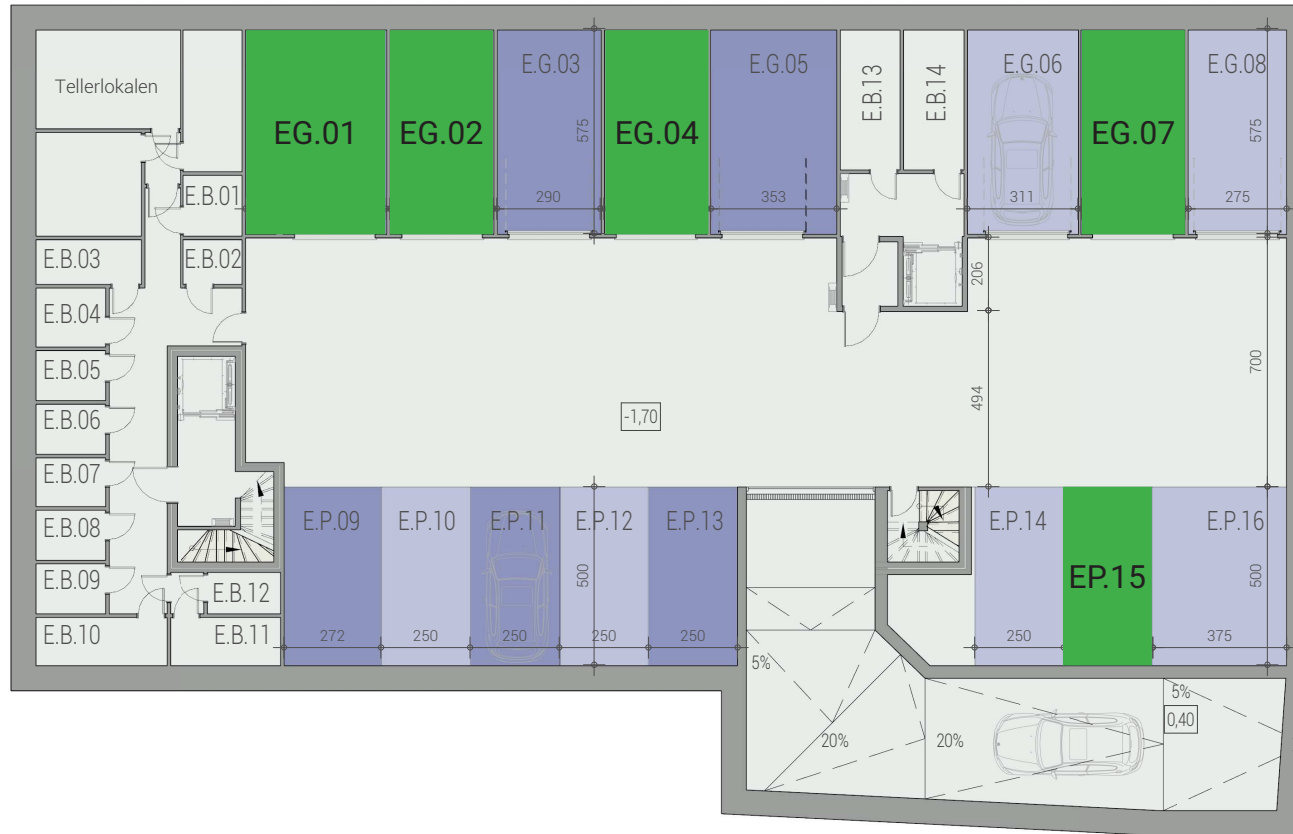 Tellerlokalen
EG.01
EG.02
E.G.03
EG.04
E.G.05
E.B.13
E.B.14
E.G.06
EG.07
E.G.08
575
575
290
353
311
275
E.B.01
E.B.02
E.B.03
E.B.04
E.B.05
E.B.06
E.B.07
E.B.08
E.B.09
E.B.10
E.B.11
E.B.12
206
494
700
-1,70
E.P.09
E.P.10
E.P.11
E.P.12
E.P.13
E.P.14
EP.15
E.P.16
500
500
272
250
250
250
250
250
375
5%
20%
20%
5%
0,40